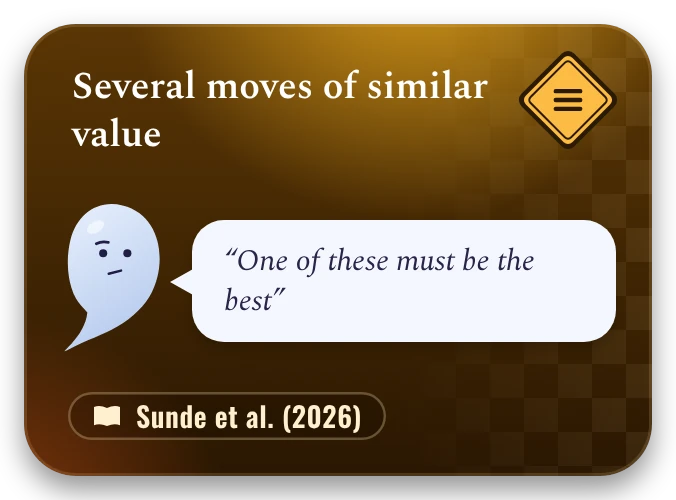 Several moves of similar
value
“One of these must be the
best”
Sunde et al. (2026)